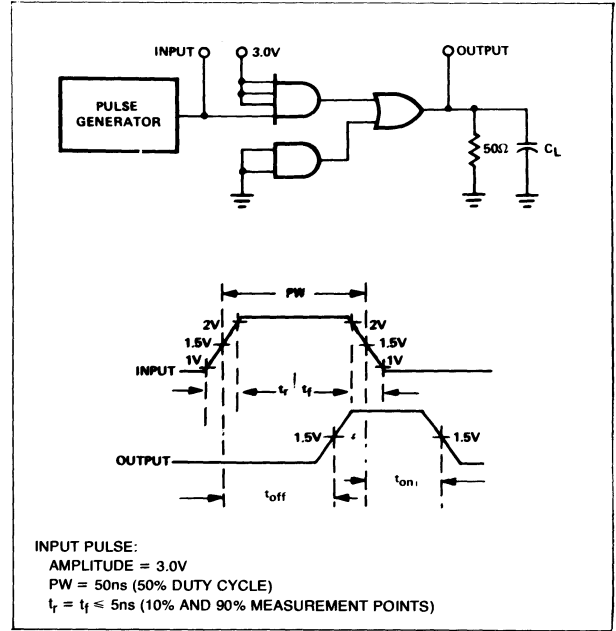 INPUT
3.0V
OUTPUT
PULSE
GENERATOR
50Ω
CL
PW
2V
2V
1.5V
1.5V
1V
1V
INPUT
tr
tf
1.5V
1.5V
OUTPUT
toff
ton
INPUT PULSE:
AMPLITUDE = 3.0V
PW = 50ns (50% DUTY CYCLE)
tr = tf ≤ 5ns (10% AND 90% MEASUREMENT POINTS)